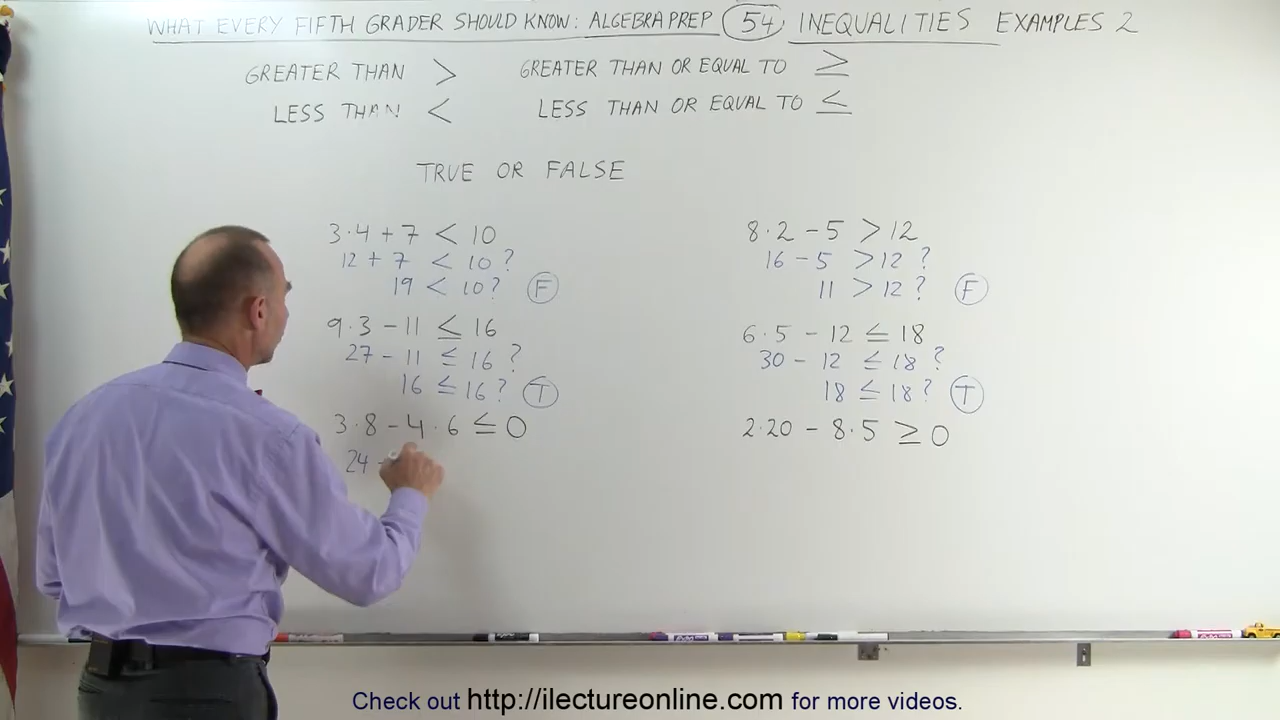 WHAT EVERY FIFTH GRADER SHOULD KNOW: ALGEBRA PREP 54 INEQUALITIES EXAMPLES 2
GREATER THAN > GREATER THAN OR EQUAL TO ≥
LESS THAN < LESS THAN OR EQUAL TO ≤
TRUE OR FALSE
3·4 + 7 < 10
12 + 7 < 10 ?
19 < 10 ? F
9·3 - 11 ≤ 16
27 - 11 ≤ 16 ?
16 ≤ 16 ? T
3·8 - 4·6 ≤ 0
24 -
8·2 - 5 > 12
16 - 5 > 12 ?
11 > 12 ? F
6·5 - 12 ≤ 18
30 - 12 ≤ 18 ?
18 ≤ 18 ? T
2·20 - 8·5 ≥ 0
Check out http://ilectureonline.com for more videos.